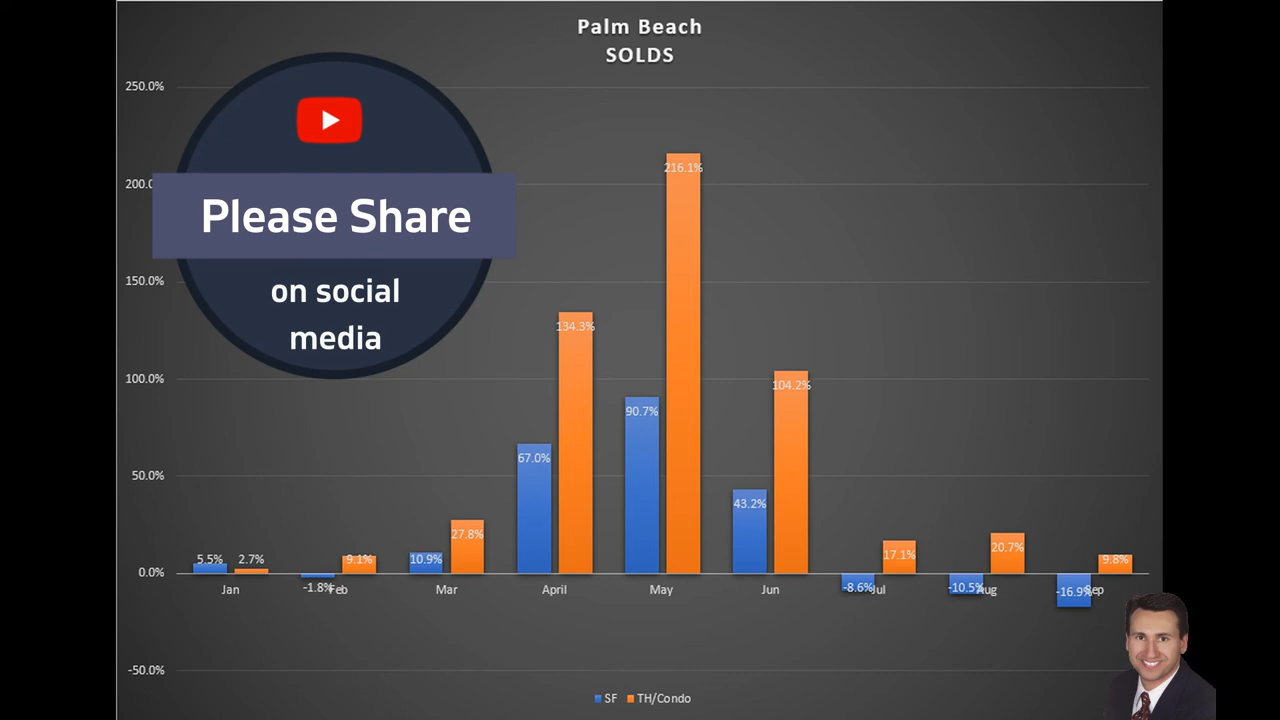 Palm Beach
SOLDS
250.0%
200.0
150.0%
100.0%
50.0%
0.0%
-50.0%
Please Share
on social
media
5.5%
2.7%
-1.8%
9.1%
10.9%
27.8%
67.0%
134.3%
90.7%
216.1%
43.2%
104.2%
-8.6%
17.1%
-10.5%
20.7%
-16.9%
9.8%
Jan
Feb
Mar
April
May
Jun
Jul
Aug
Sep
SF
TH/Condo